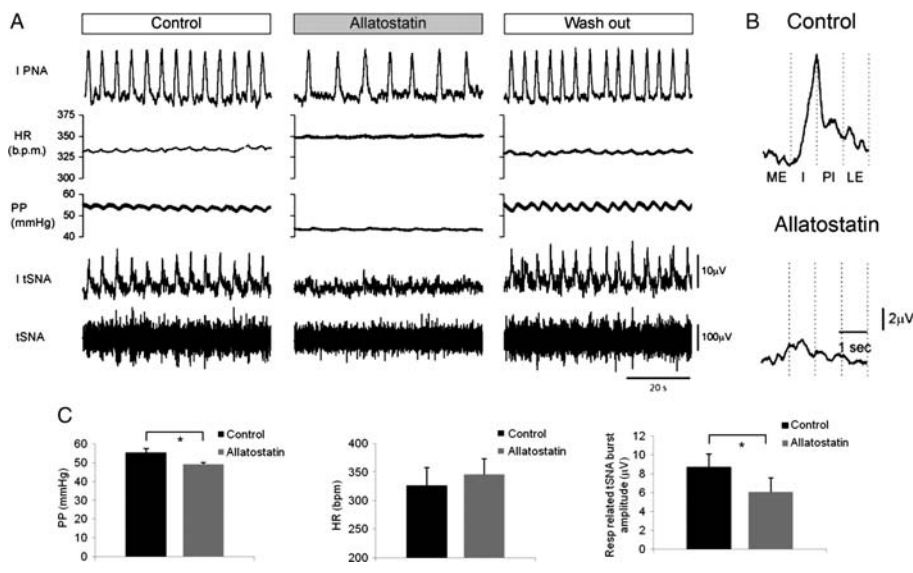 A
Control
Allatostatin
Wash out
B
Control
I PNA
375
HR
(b.p.m.)
350
325
300
PP
(mmHg)
60
50
40
ME I PI LE
Allatostatin
I tSNA
10µV
tSNA
100µV
20 s
2µV
1 sec
C
PP (mmHg)
60
50
40
30
20
10
0
*
Control
Allatostatin
HR (bpm)
400
350
300
250
200
Control
Allatostatin
Resp related tSNA burst
amplitude (µV)
12
10
8
6
4
2
0
*
Control
Allatostatin